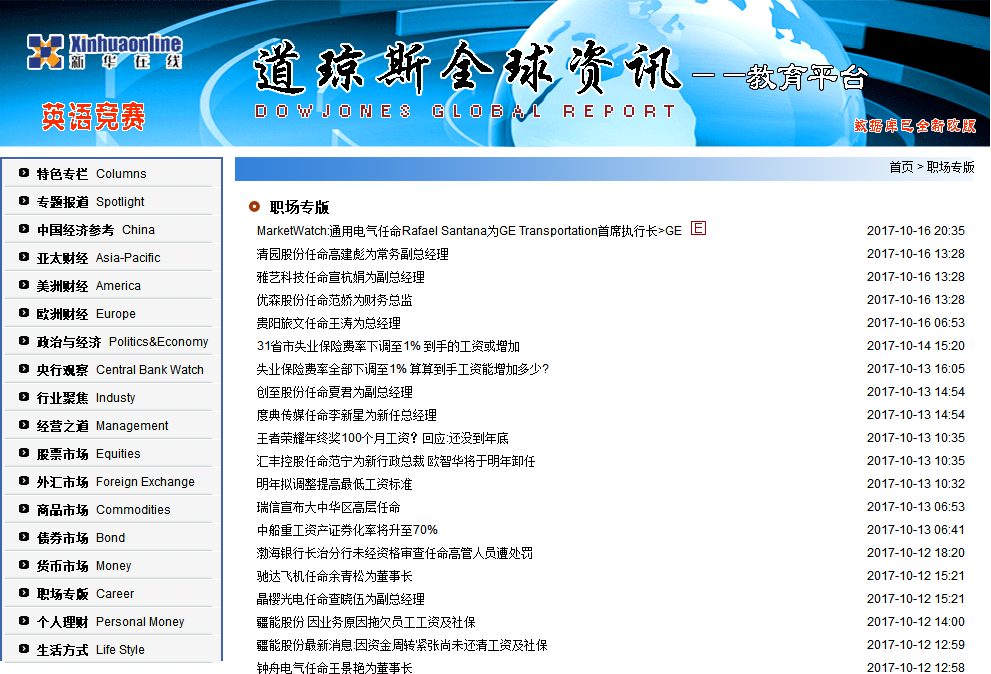 Xinhuaonline
新华在线
英语竞赛
道琼斯全球资讯——教育平台
DOWJONES GLOBAL REPORT
数据库已全新改版
首页 > 职场专版
特色专栏 Columns
专题报道 Spotlight
中国经济参考 China
亚太财经 Asia-Pacific
美洲财经 America
欧洲财经 Europe
政治与经济 Politics&Economy
央行观察 Central Bank Watch
行业聚焦 Industy
经营之道 Management
股票市场 Equities
外汇市场 Foreign Exchange
商品市场 Commodities
债券市场 Bond
货币市场 Money
职场专版 Career
个人理财 Personal Money
生活方式 Life Style
职场专版
MarketWatch:通用电气任命Rafael Santana为GE Transportation首席执行长>GE E 2017-10-16 20:35
清园股份任命高建彪为常务副总经理 2017-10-16 13:28
雅艺科技任命宣杭娟为副总经理 2017-10-16 13:28
优森股份任命范娇为财务总监 2017-10-16 13:28
贵阳旅文任命王涛为总经理 2017-10-16 06:53
31省市失业保险费率下调至1% 到手的工资或增加 2017-10-14 15:20
失业保险费率全部下调至1% 算算到手工资能增加多少? 2017-10-13 16:05
创至股份任命夏君为副总经理 2017-10-13 14:54
度典传媒任命李新星为新任总经理 2017-10-13 14:54
王者荣耀年终奖100个月工资? 回应:还没到年底 2017-10-13 10:35
汇丰控股任命范宁为新行政总裁 欧智华将于明年卸任 2017-10-13 10:35
明年拟调整提高最低工资标准 2017-10-13 10:32
瑞信宣布大中华区高层任命 2017-10-13 06:53
中船重工资产证券化率将升至70% 2017-10-13 06:41
渤海银行长治分行未经资格审查任命高管人员遭处罚 2017-10-12 18:20
驰达飞机任命余青松为董事长 2017-10-12 15:21
晶樱光电任命查晓伍为副总经理 2017-10-12 15:21
疆能股份 因业务原因拖欠员工工资及社保 2017-10-12 14:00
疆能股份最新消息:因资金周转紧张尚未还清工资及社保 2017-10-12 12:59
钟舟电气任命王景艳为董事长 2017-10-12 12:58